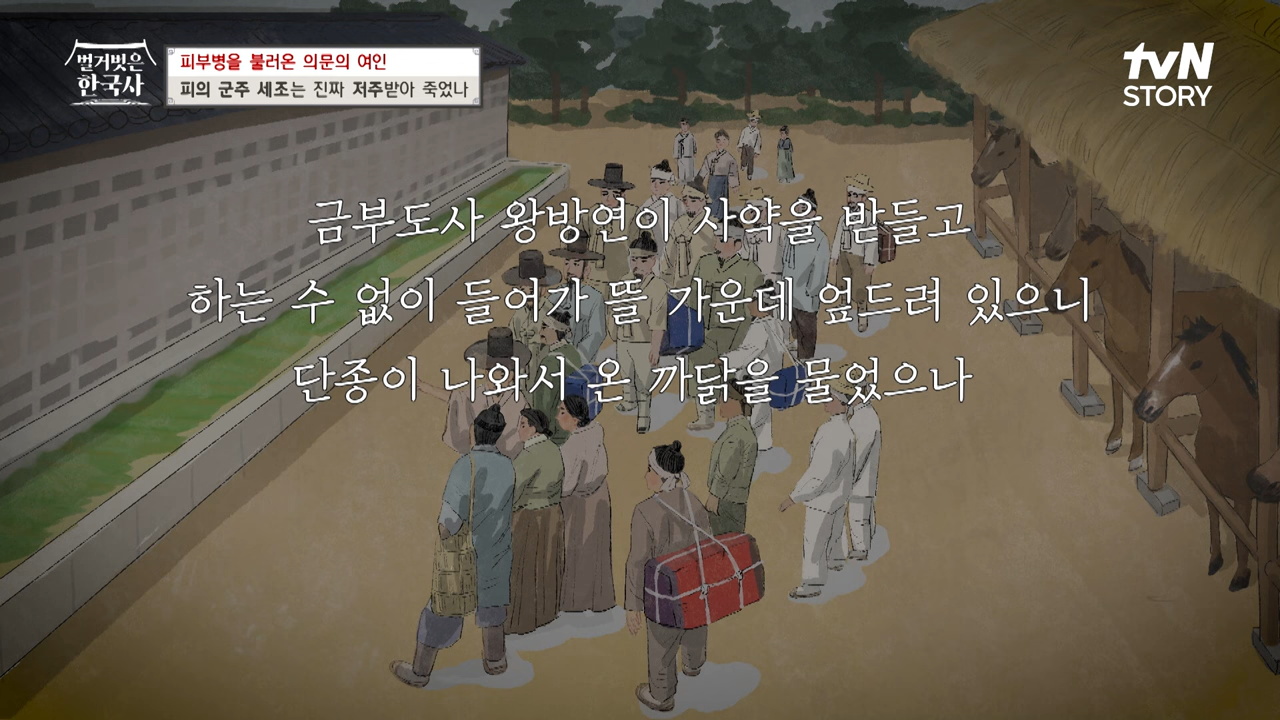 벌거벗은
한국사
피부병을 불러온 의문의 여인
피의 군주 세조는 진짜 저주받아 죽었나
tvN
STORY
금부도사 왕방연이 사약을 받들고
하는 수 없이 들어가 뜰 가운데 엎드려 있으니
단종이 나와서 온 까닭을 물었으나